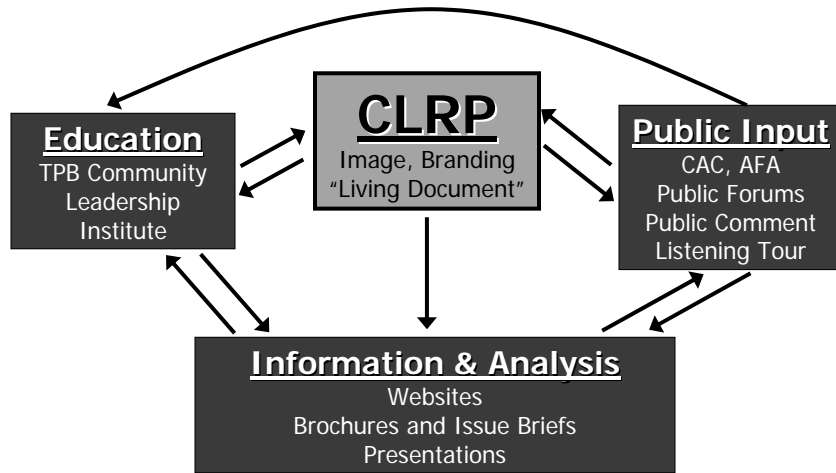 CLRP
Image, Branding
“Living Document”
Education
TPB Community
Leadership
Institute
Public Input
CAC, AFA
Public Forums
Public Comment
Listening Tour
Information & Analysis
Websites
Brochures and Issue Briefs
Presentations